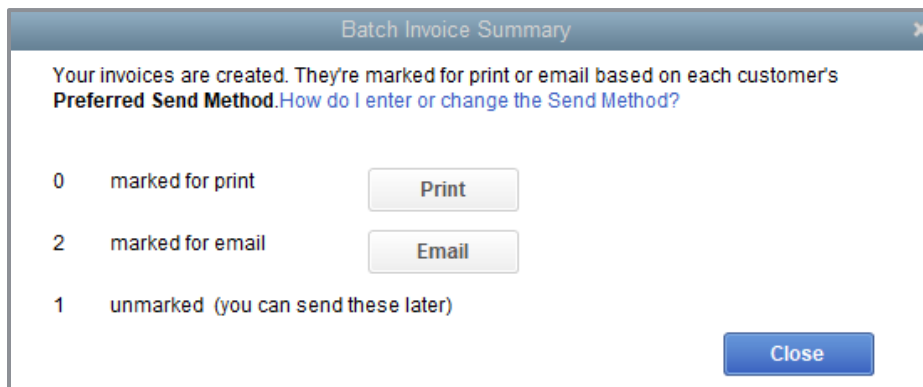 Batch Invoice Summary
Your invoices are created. They're marked for print or email based on each customer's
Preferred Send Method.How do I enter or change the Send Method?
0 marked for print Print
2 marked for email Email
1 unmarked (you can send these later)
Close